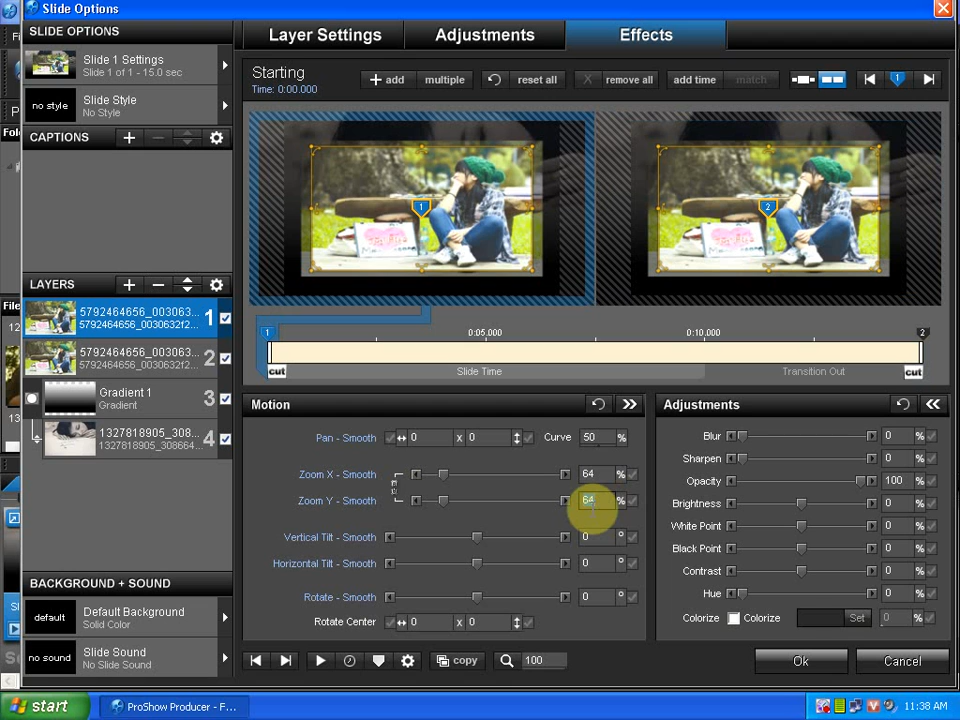 Slide Options
SLIDE OPTIONS
Slide 1 Settings
Slide 1 of 1 - 15.0 sec
no style
Slide Style
No Style
CAPTIONS
LAYERS
5792464656_003063...
5792464656_0030632f2...
1
5792464656_003063...
5792464656_0030632f2...
2
Gradient 1
Gradient
3
1327818905_308...
1327818905_308664...
4
BACKGROUND + SOUND
default
Default Background
Solid Color
no sound
Slide Sound
No Slide Sound
Layer Settings
Adjustments
Effects
Starting
Time: 0:00.000
add
multiple
reset all
X remove all
add time
match
1
1
2
1
0:05.000
0:10.000
2
cut
Slide Time
Transition Out
cut
Motion
Pan - Smooth 0 x 0 Curve 50 %
Zoom X - Smooth 64 %
Zoom Y - Smooth 64 %
Vertical Tilt - Smooth 0 °
Horizontal Tilt - Smooth 0 °
Rotate - Smooth 0 °
Rotate Center 0 x 0
copy
100
Adjustments
Blur 0 %
Sharpen 0 %
Opacity 100 %
Brightness 0 %
White Point 0 %
Black Point 0 %
Contrast 0 %
Hue 0 %
Colorize Colorize Set 0 %
Ok
Cancel
start
ProShow Producer - F...
11:38 AM